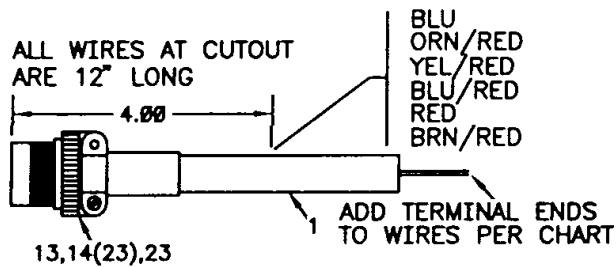 ALL WIRES AT CUTOUT
ARE 12" LONG
4.00
BLU
ORN/RED
YEL/RED
BLU/RED
RED
BRN/RED
1
ADD TERMINAL ENDS
TO WIRES PER CHART
13,14(23),23